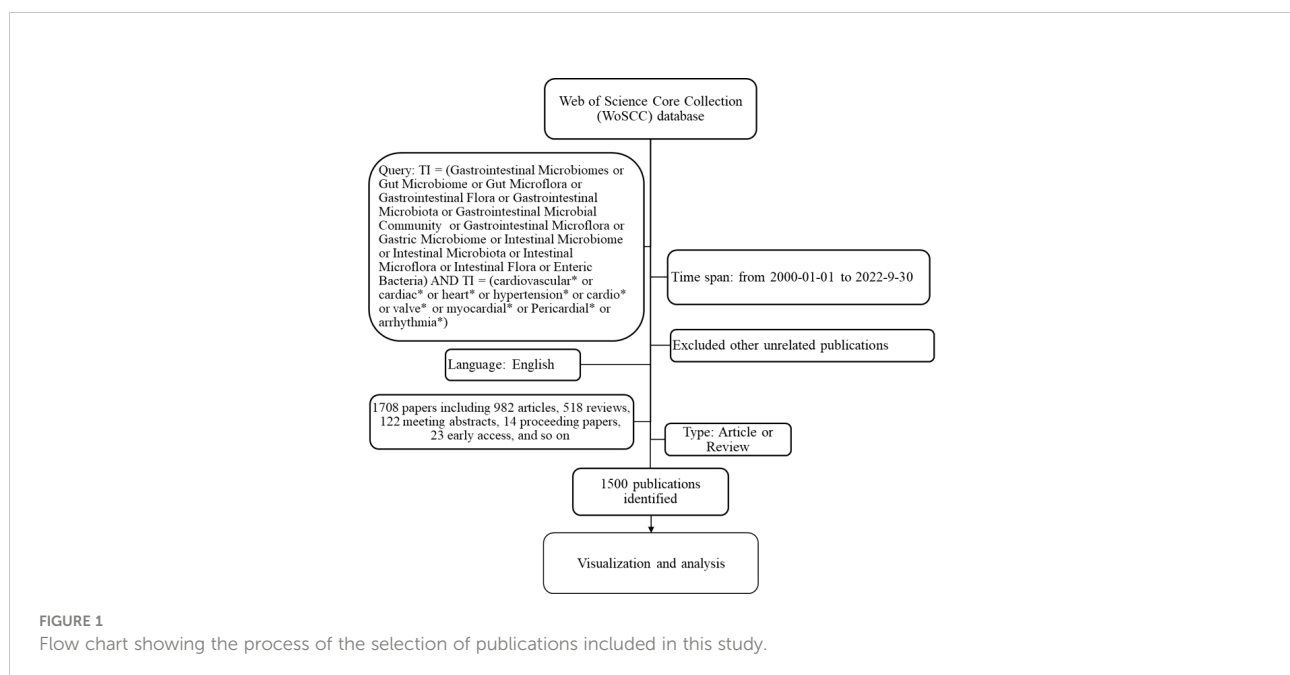 Web of Science Core Collection
(WoSCC) database
Query: TI = (Gastrointestinal Microbiomes or
Gut Microbiome or Gut Microflora or
Gastrointestinal Flora or Gastrointestinal
Microbiota or Gastrointestinal Microbial
Community or Gastrointestinal Microflora or
Gastric Microbiome or Intestinal Microbiome
or Intestinal Microbiota or Intestinal
Microflora or Intestinal Flora or Enteric
Bacteria) AND TI = (cardiovascular* or
cardiac* or heart* or hypertension* or cardio*
or valve* or myocardial* or Pericardial* or
arrhythmia*)
Time span: from 2000-01-01 to 2022-9-30
Excluded other unrelated publications
Language: English
1708 papers including 982 articles, 518 reviews,
122 meeting abstracts, 14 proceeding papers,
23 early access, and so on
Type: Article or
Review
1500 publications
identified
Visualization and analysis
FIGURE 1
Flow chart showing the process of the selection of publications included in this study.